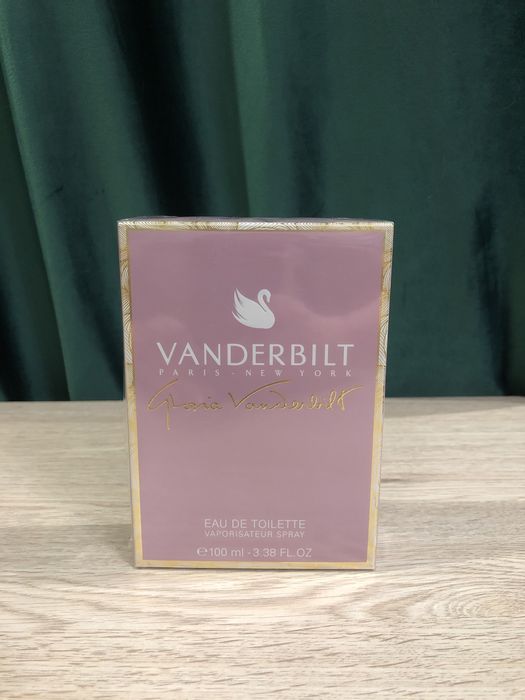 VANDERBILT
PARIS - NEW YORK
Gloria Vanderbilt
EAU DE TOILETTE
VAPORISATEUR SPRAY
℮100 ml - 3.38 FL.OZ